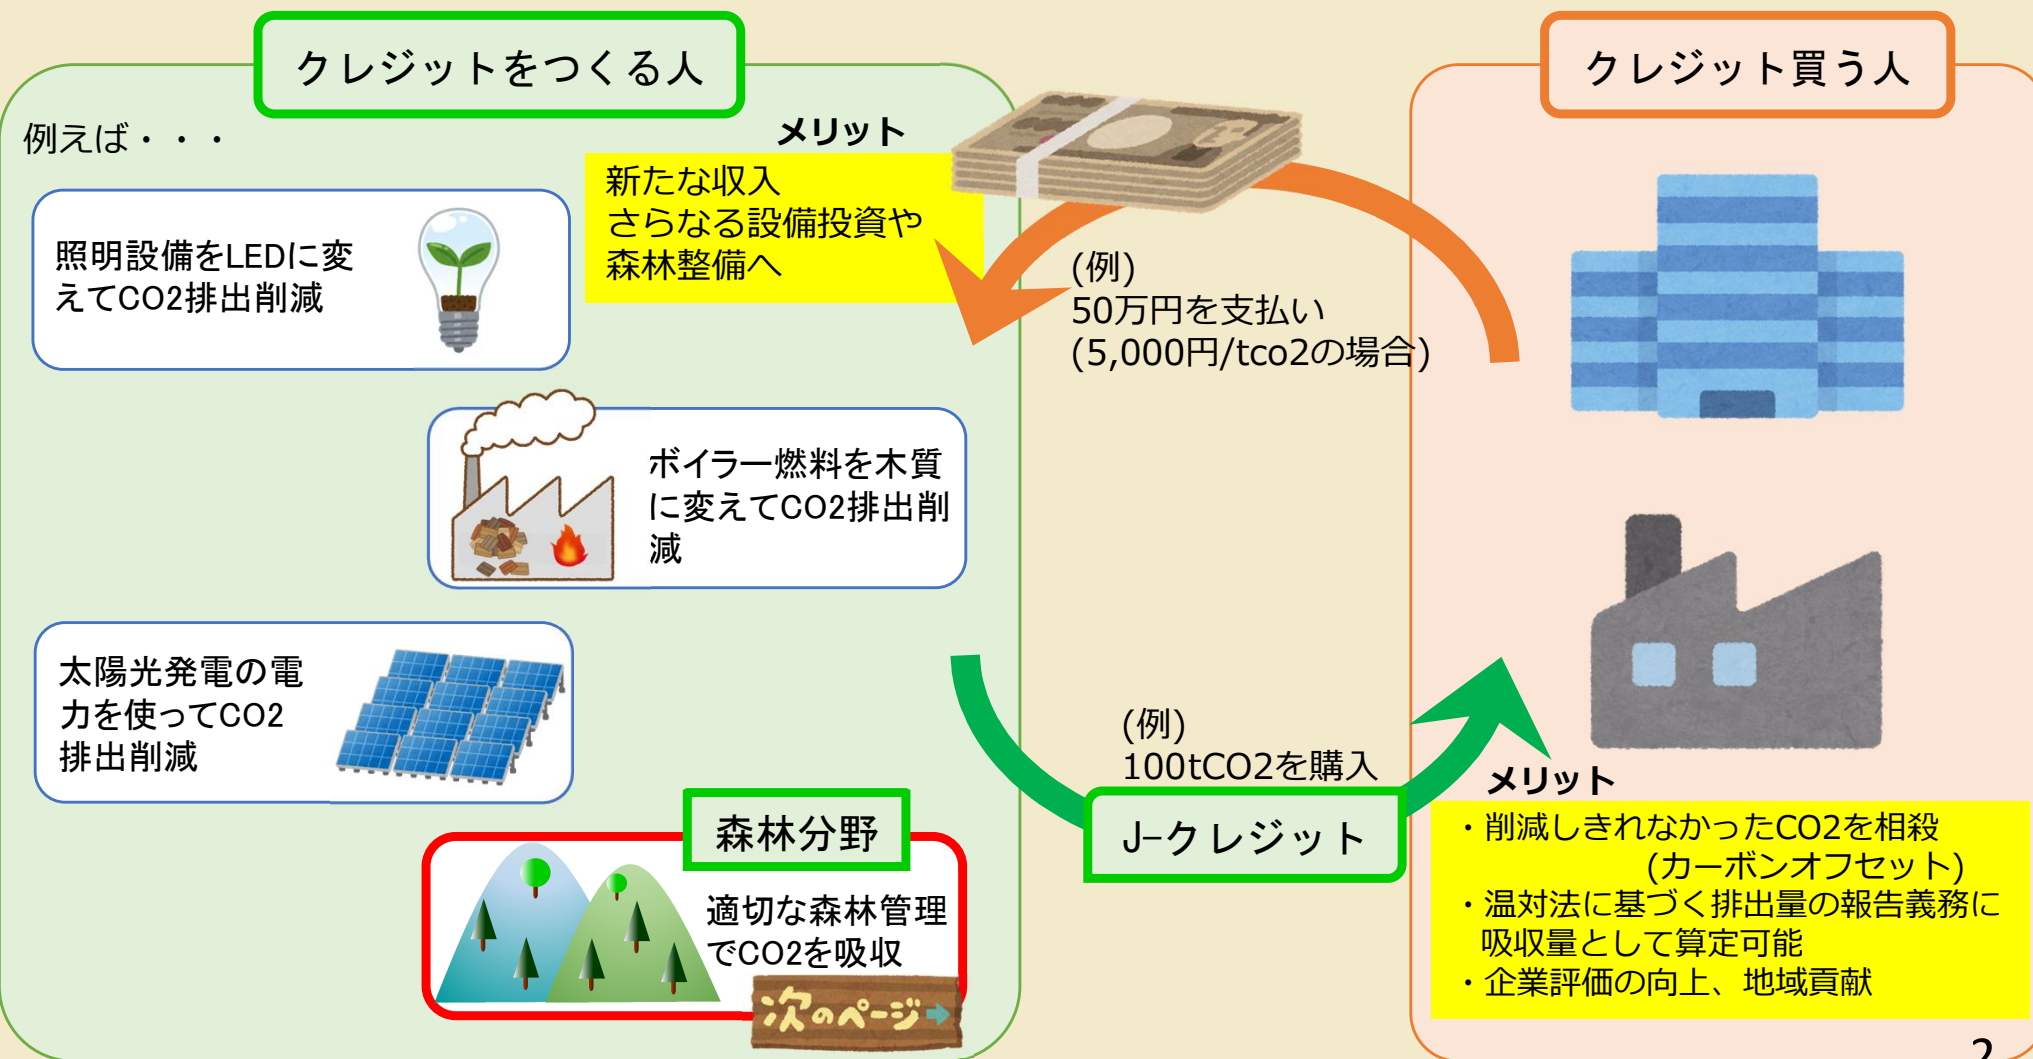 クレジットをつくる人
例えば・・・
メリット
新たな収入
さらなる設備投資や
森林整備へ
照明設備をLEDに変
えてCO2排出削減
ボイラー燃料を木質
に変えてCO2排出削
減
太陽光発電の電
力を使ってCO2
排出削減
森林分野
適切な森林管理
でCO2を吸収
次のページ
(例)
50万円を支払い
(5,000円/tco2の場合)
(例)
100tCO2を購入
J-クレジット
クレジット買う人
メリット
・削減しきれなかったCO2を相殺
(カーボンオフセット)
・温対法に基づく排出量の報告義務に
吸収量として算定可能
・企業評価の向上、地域貢献
2